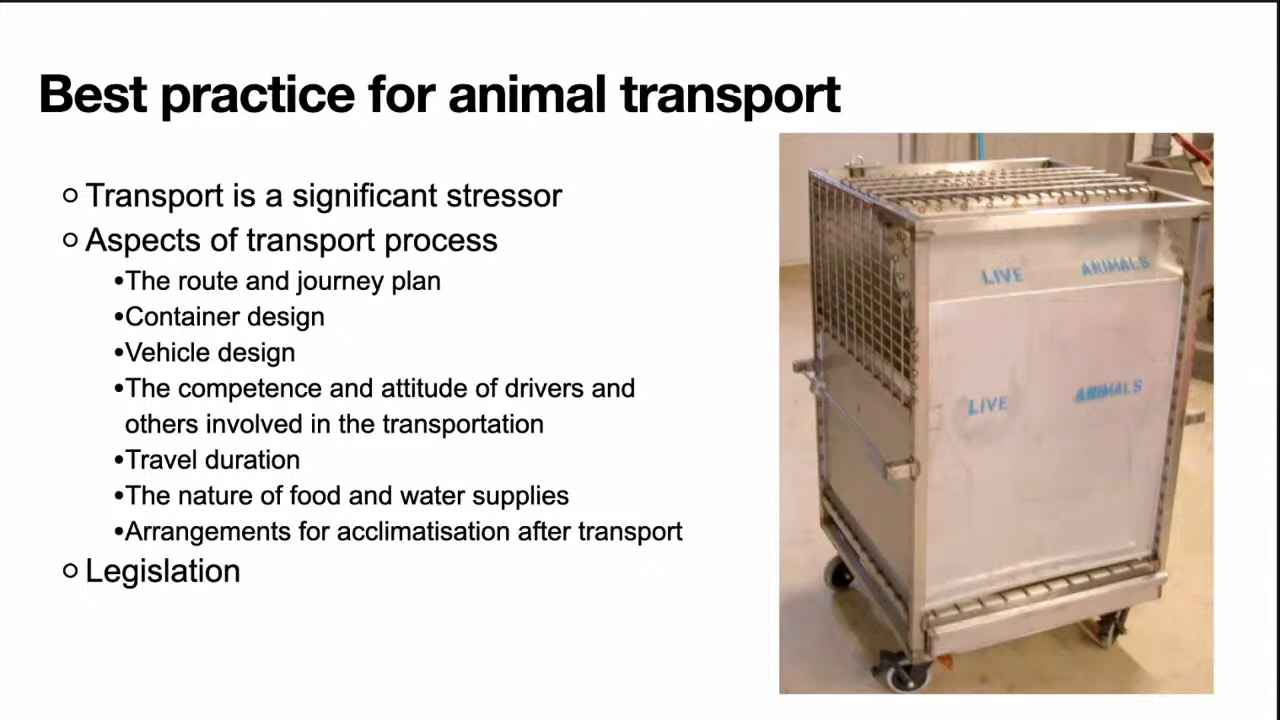 Best practice for animal transport
Transport is a significant stressor
Aspects of transport process
•The route and journey plan
•Container design
•Vehicle design
•The competence and attitude of drivers and
others involved in the transportation
•Travel duration
•The nature of food and water supplies
•Arrangements for acclimatisation after transport
Legislation
LIVE ANIMALS
LIVE ANIMALS